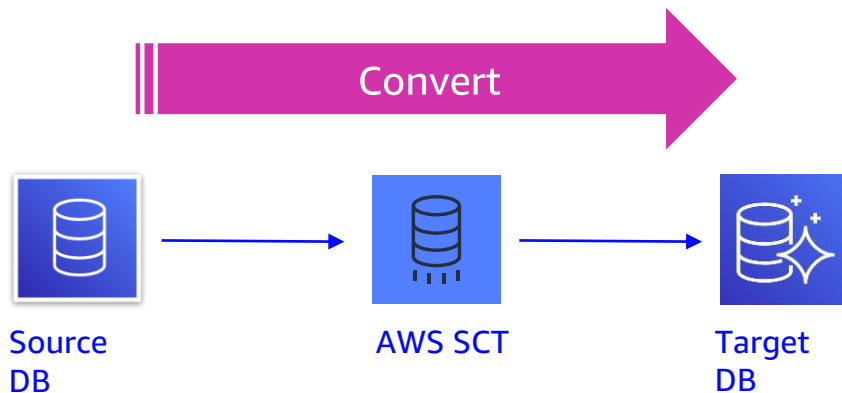 Convert
Source
DB
AWS SCT
Target
DB